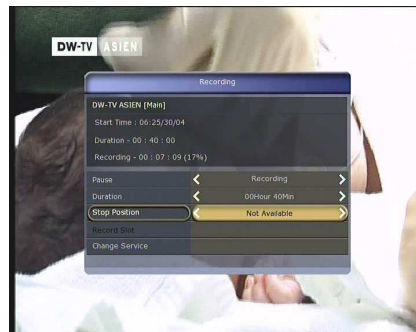 DW-TV ASIEN
Recording
DW-TV ASIEN [Main]
Start Time : 06:25/30/04
Duration - 00 : 40 : 00
Recording - 00 : 07 : 09 (17%)
Pause Recording
Duration 00Hour 40Min
Stop Position Not Available
Record Slot
Change Service